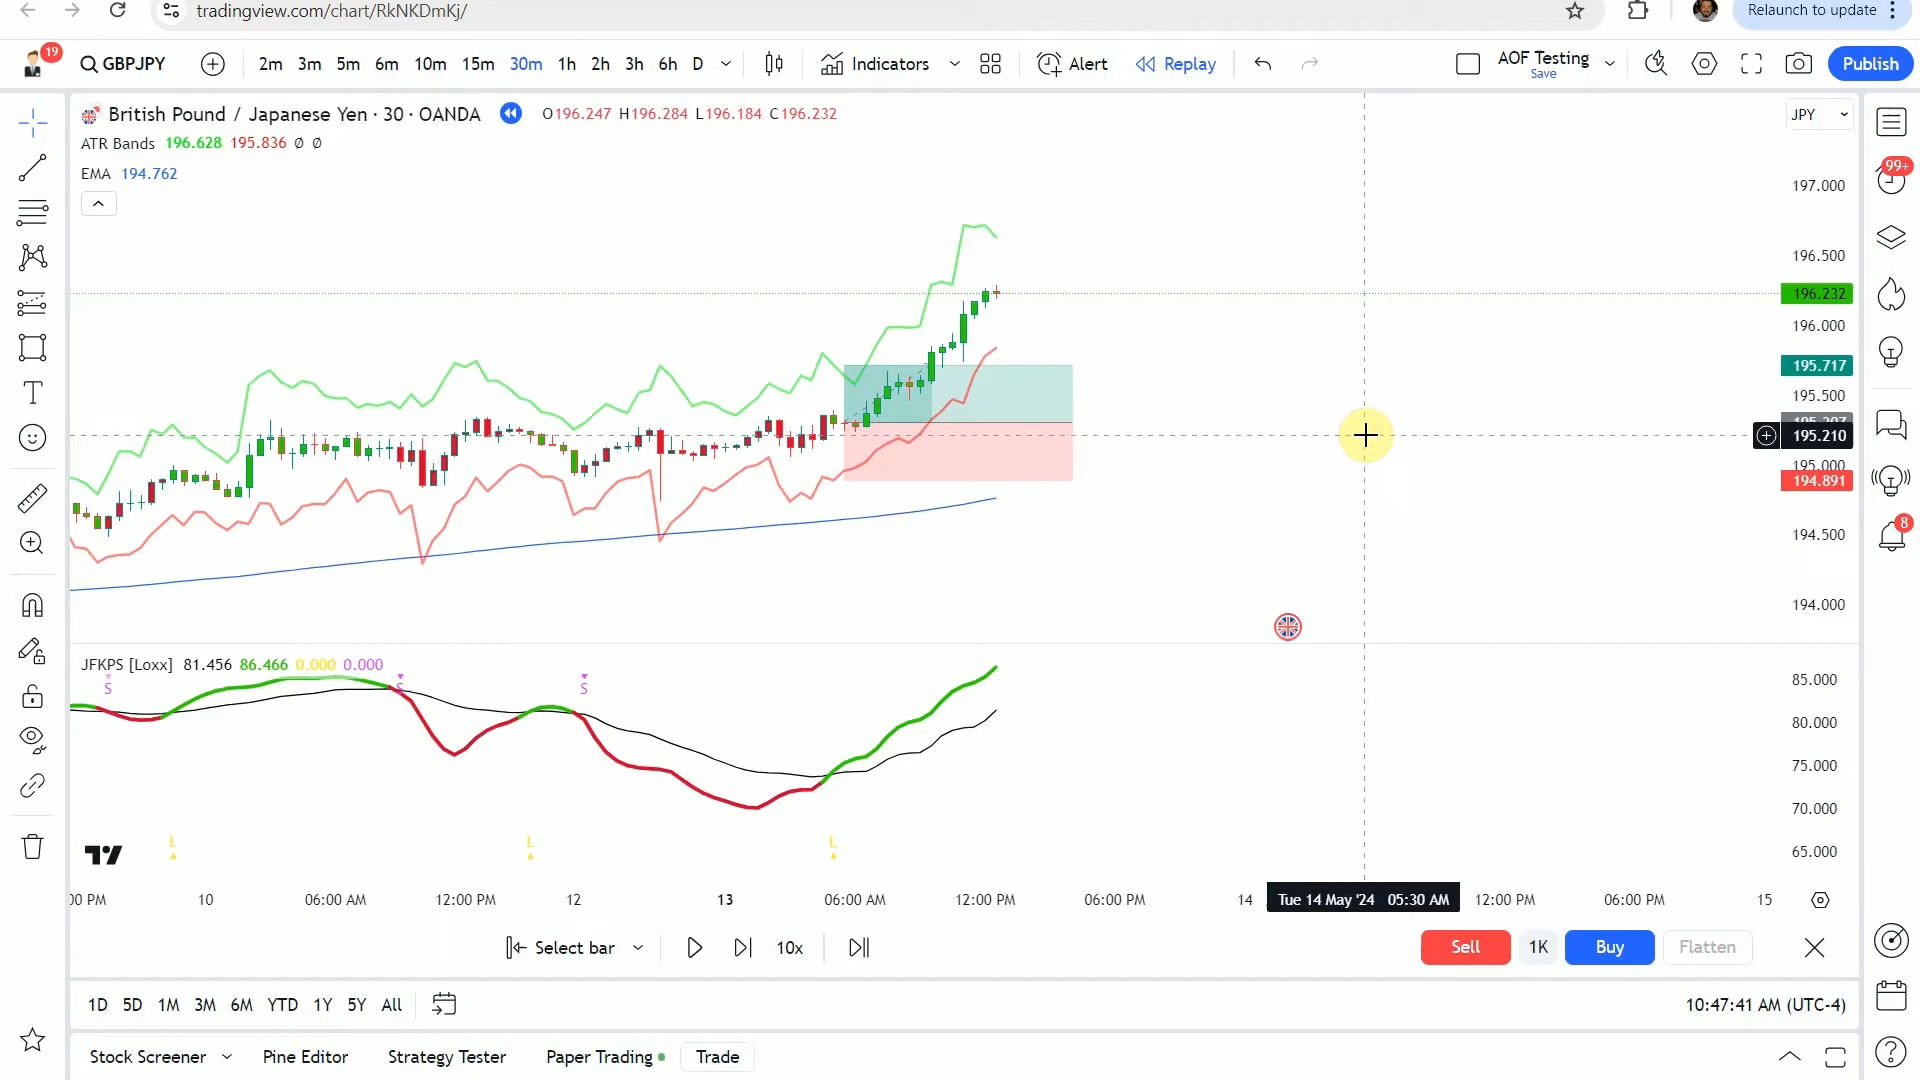 tradingview.com/chart/RkNKDmKj/
Relaunch to update
19
GBPJPY
2m 3m 5m 6m 10m 15m 30m 1h 2h 3h 6h D
Indicators
Alert
Replay
AOF Testing
Save
Publish
British Pound / Japanese Yen · 30 · OANDA
O196.247 H196.284 L196.184 C196.232
JPY
ATR Bands 196.628 195.836 Ø Ø
EMA 194.762
99+
197.000
196.500
196.232
196.000
195.717
195.500
195.210
195.000
194.891
194.500
8
194.000
JFKPS [Loxx] 81.456 86.466 0.000 0.000
S S S
85.000
80.000
75.000
70.000
L L L
65.000
00 PM 10 06:00 AM 12:00 PM 12 13 06:00 AM 12:00 PM 06:00 PM 14 Tue 14 May '24 05:30 AM 12:00 PM 06:00 PM 15
Select bar
10x
Sell
1K
Buy
Flatten
1D 5D 1M 3M 6M YTD 1Y 5Y All
10:47:41 AM (UTC-4)
Stock Screener
Pine Editor
Strategy Tester
Paper Trading
Trade